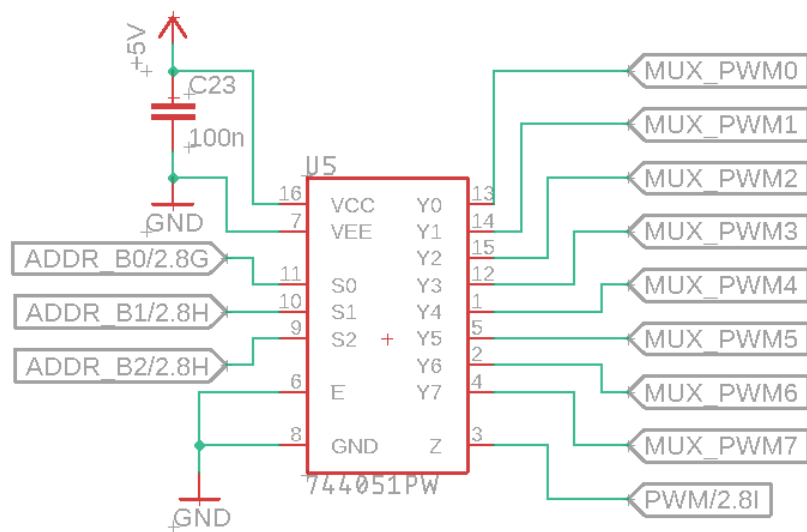 +5V
C23
100n
GND
U5
16 VCC Y0 13
7 VEE Y1 14
Y2 15
11 S0 Y3 12
10 S1 Y4 1
9 S2 Y5 5
Y6 2
6 E Y7 4
8 GND Z 3
744051PW
GND
ADDR_B0/2.8G
ADDR_B1/2.8H
ADDR_B2/2.8H
MUX_PWM0
MUX_PWM1
MUX_PWM2
MUX_PWM3
MUX_PWM4
MUX_PWM5
MUX_PWM6
MUX_PWM7
PWM/2.8I